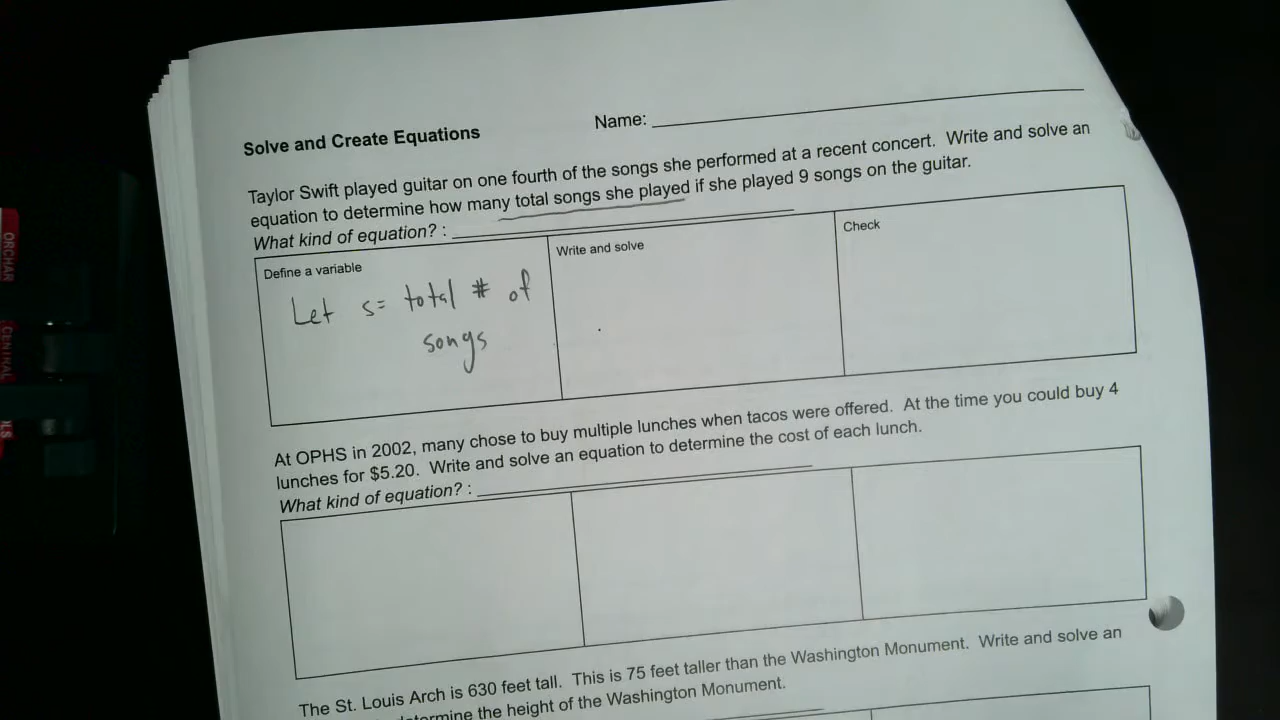 Solve and Create Equations
Name:
Taylor Swift played guitar on one fourth of the songs she performed at a recent concert. Write and solve an
equation to determine how many total songs she played if she played 9 songs on the guitar.
What kind of equation? :
Define a variable
Write and solve
Check
Let s= total # of
songs
At OPHS in 2002, many chose to buy multiple lunches when tacos were offered. At the time you could buy 4
lunches for $5.20. Write and solve an equation to determine the cost of each lunch.
What kind of equation? :
The St. Louis Arch is 630 feet tall. This is 75 feet taller than the Washington Monument. Write and solve an
determine the height of the Washington Monument.
ORCHAR
CENTRAL